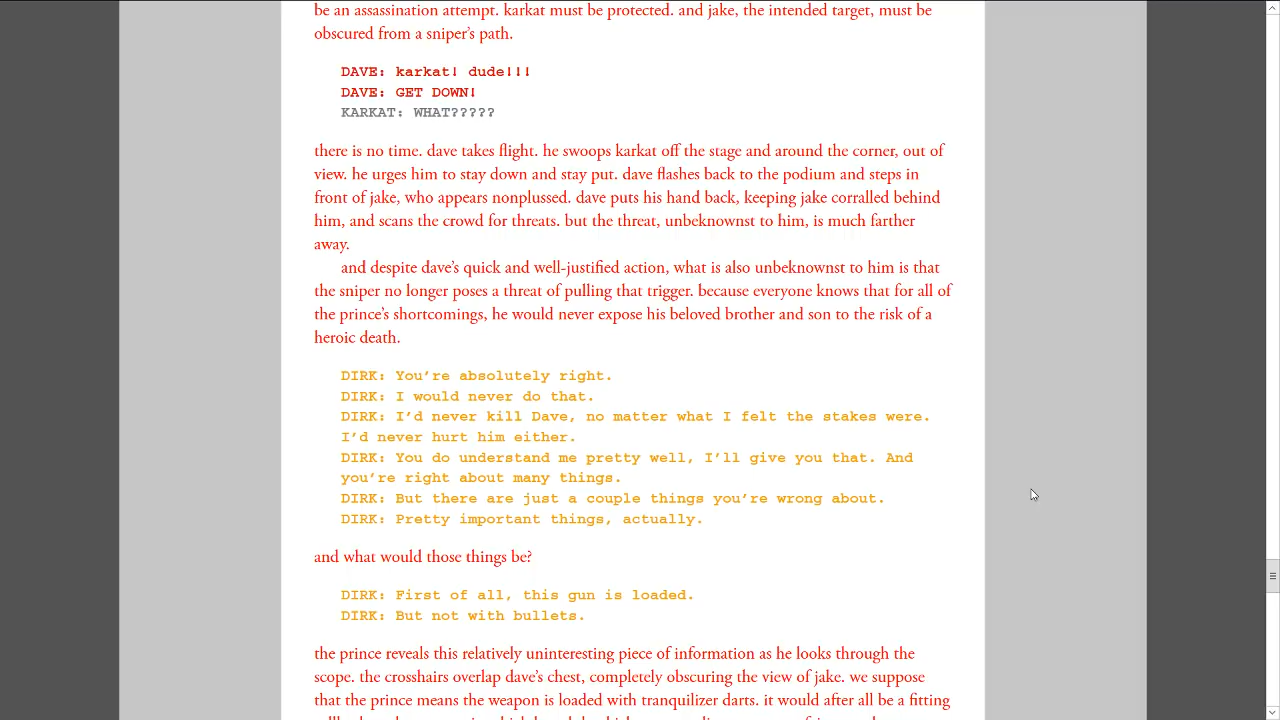 be an assassination attempt. karkat must be protected. and jake, the intended target, must be
obscured from a sniper's path.
DAVE: karkat! dude!!!
DAVE: GET DOWN!
KARKAT: WHAT?????
there is no time. dave takes flight. he swoops karkat off the stage and around the corner, out of
view. he urges him to stay down and stay put. dave flashes back to the podium and steps in
front of jake, who appears nonplussed. dave puts his hand back, keeping jake corralled behind
him, and scans the crowd for threats. but the threat, unbeknownst to him, is much farther
away.
and despite dave's quick and well-justified action, what is also unbeknownst to him is that
the sniper no longer poses a threat of pulling that trigger. because everyone knows that for all of
the prince's shortcomings, he would never expose his beloved brother and son to the risk of a
heroic death.
DIRK: You're absolutely right.
DIRK: I would never do that.
DIRK: I'd never kill Dave, no matter what I felt the stakes were.
I'd never hurt him either.
DIRK: You do understand me pretty well, I'll give you that. And
you're right about many things.
DIRK: But there are just a couple things you're wrong about.
DIRK: Pretty important things, actually.
and what would those things be?
DIRK: First of all, this gun is loaded.
DIRK: But not with bullets.
the prince reveals this relatively uninteresting piece of information as he looks through the
scope. the crosshairs overlap dave's chest, completely obscuring the view of jake. we suppose
that the prince means the weapon is loaded with tranquilizer darts. it would after all be a fitting